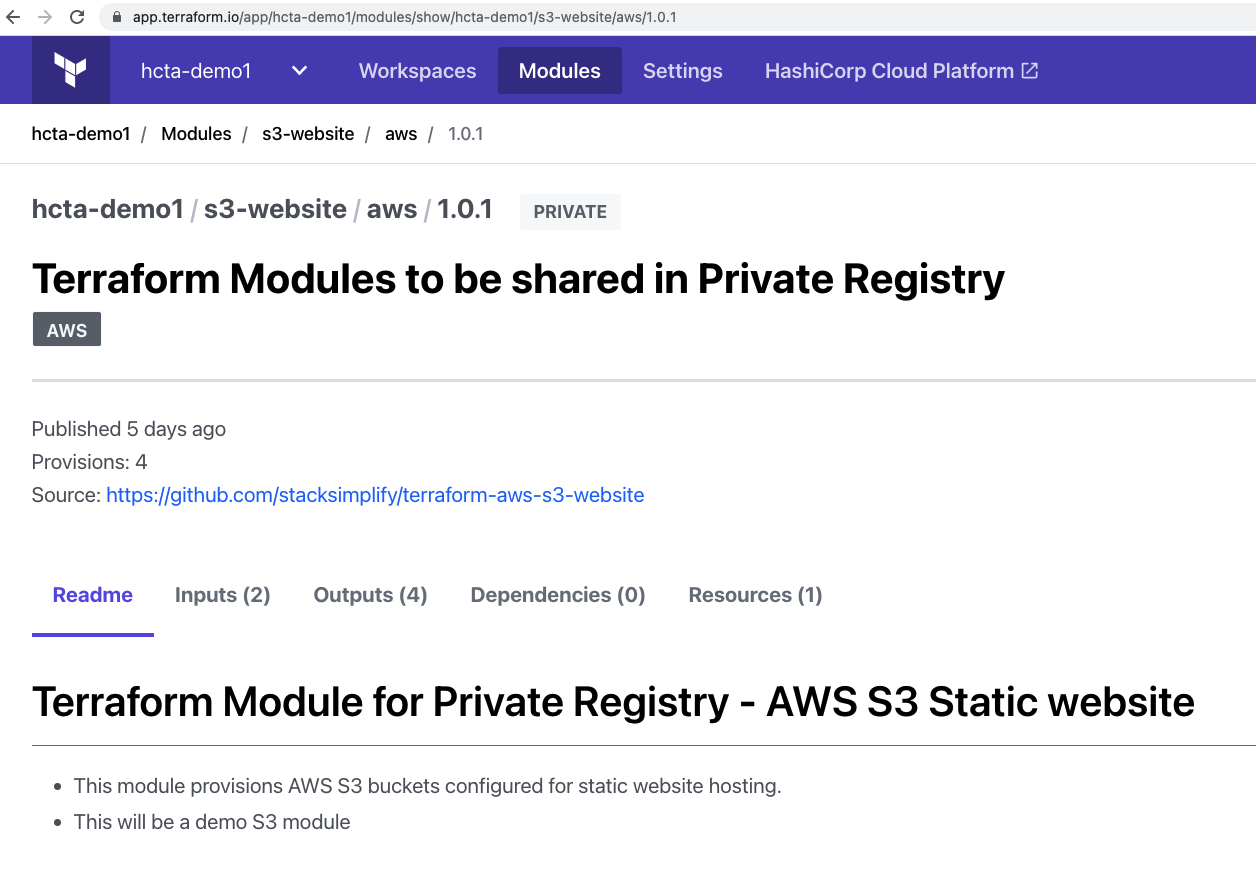 app.terraform.io/app/hcta-demo1/modules/show/hcta-demo1/s3-website/aws/1.0.1
hcta-demo1 Workspaces Modules Settings HashiCorp Cloud Platform
hcta-demo1 / Modules / s3-website / aws / 1.0.1
hcta-demo1 / s3-website / aws / 1.0.1 PRIVATE
Terraform Modules to be shared in Private Registry
AWS
Published 5 days ago
Provisions: 4
Source: https://github.com/stacksimplify/terraform-aws-s3-website
Readme Inputs (2) Outputs (4) Dependencies (0) Resources (1)
Terraform Module for Private Registry - AWS S3 Static website
• This module provisions AWS S3 buckets configured for static website hosting.
• This will be a demo S3 module